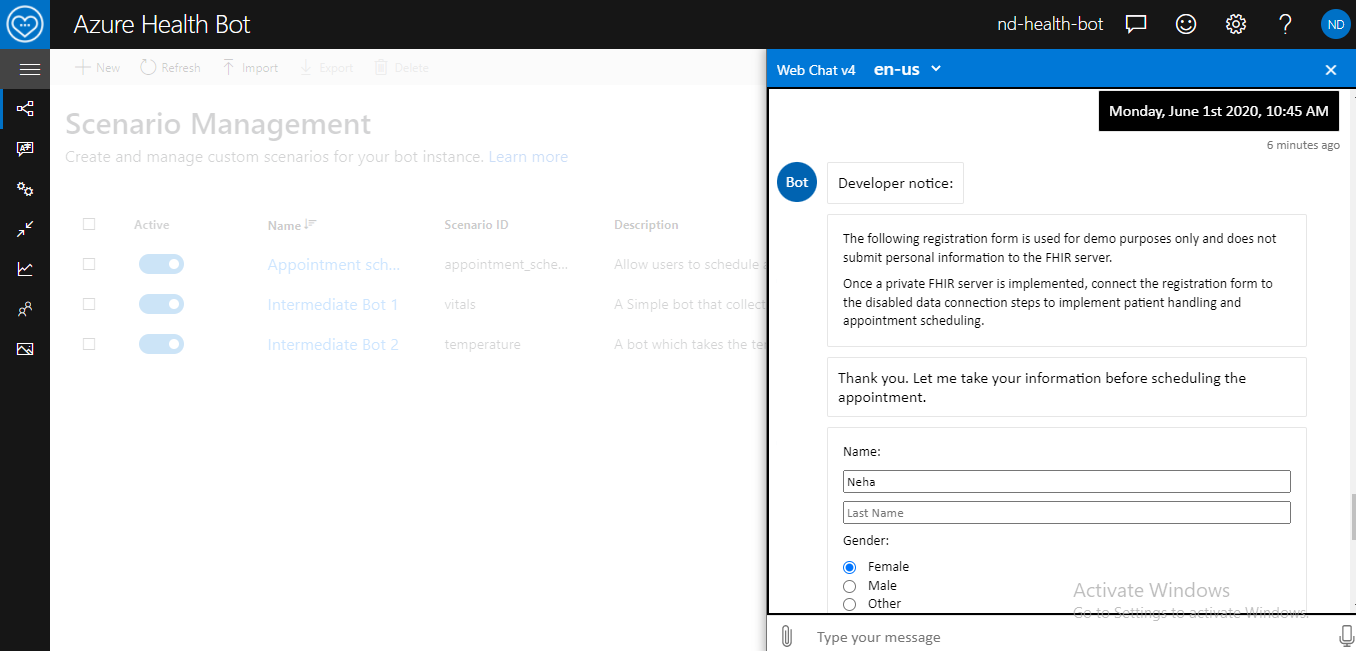 Azure Health Bot
nd-health-bot
?
ND
New
Refresh
Import
Export
Delete
Web Chat v4
en-us
Scenario Management
Create and manage custom scenarios for your bot instance. Learn more
Active
Name
Scenario ID
Description
Appointment sch...
appointment_sche...
Allow users to schedule a
Intermediate Bot 1
vitals
A Simple bot that collect
Intermediate Bot 2
temperature
A bot which takes the te
Monday, June 1st 2020, 10:45 AM
6 minutes ago
Bot
Developer notice:
The following registration form is used for demo purposes only and does not
submit personal information to the FHIR server.
Once a private FHIR server is implemented, connect the registration form to
the disabled data connection steps to implement patient handling and
appointment scheduling.
Thank you. Let me take your information before scheduling the
appointment.
Name:
Neha
Last Name
Gender:
Female
Male
Other
Activate Windows
Go to Settings to activate Windows.
Type your message